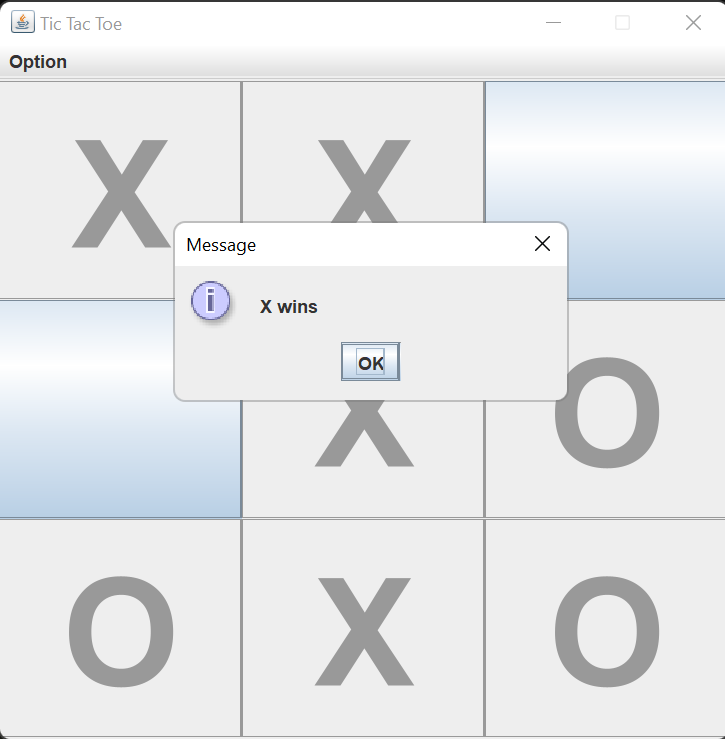 Tic Tac Toe
Option
X X
Message
i
X wins
OK
X O
O X O